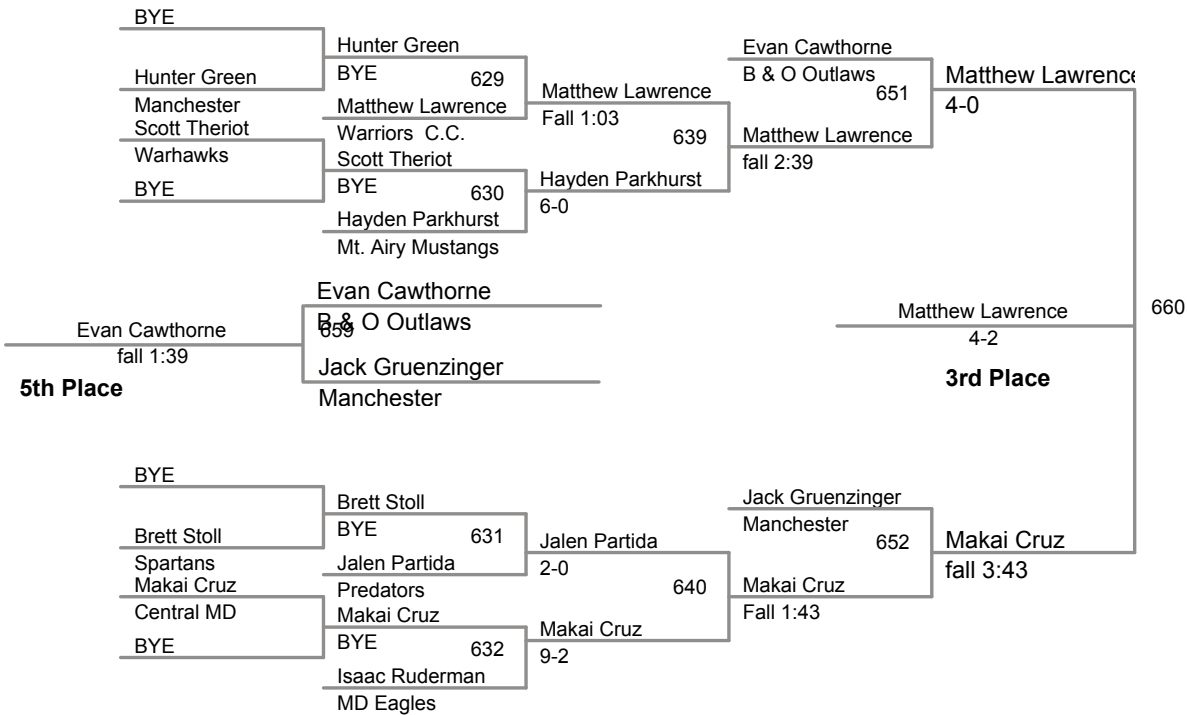 BYE
Hunter Green
Manchester
Scott Theriot
Warhawks
BYE
Hunter Green
BYE
629
Matthew Lawrence
Warriors C.C.
Scott Theriot
BYE
630
Hayden Parkhurst
Mt. Airy Mustangs
Matthew Lawrence
Fall 1:03
639
Hayden Parkhurst
6-0
Evan Cawthorne
B & O Outlaws
651
Matthew Lawrence
fall 2:39
Matthew Lawrence
4-0
Evan Cawthorne
B & O Outlaws
659
Jack Gruenzinger
Manchester
Evan Cawthorne
fall 1:39
5th Place
Matthew Lawrence
4-2
3rd Place
660
BYE
Brett Stoll
Spartans
Makai Cruz
Central MD
BYE
Brett Stoll
BYE
631
Jalen Partida
Predators
Makai Cruz
BYE
632
Isaac Ruderman
MD Eagles
Jalen Partida
2-0
640
Makai Cruz
9-2
Jack Gruenzinger
Manchester
652
Makai Cruz
Fall 1:43
Makai Cruz
fall 3:43